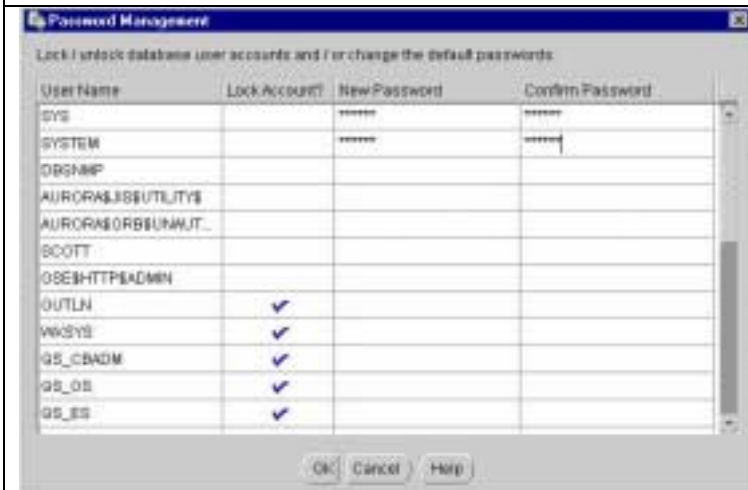 Password Management
Lock / unlock database user accounts and / or change the default passwords
User Name Lock Account? New Password Confirm Password
SYS ****** ******
SYSTEM ****** ******
DBSNMP
AURORA$JIS$UTILITY$
AURORA$ORB$UNAUT...
SCOTT
OSE$HTTP$ADMIN
OUTLN
WKSYS
QS_CBADM
QS_OS
QS_ES
OK Cancel Help